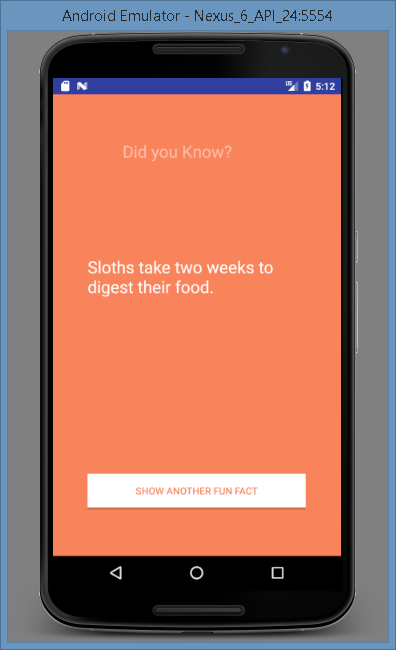 Android Emulator - Nexus_6_API_24:5554
LTE 5:12
Did you Know?
Sloths take two weeks to
digest their food.
SHOW ANOTHER FUN FACT